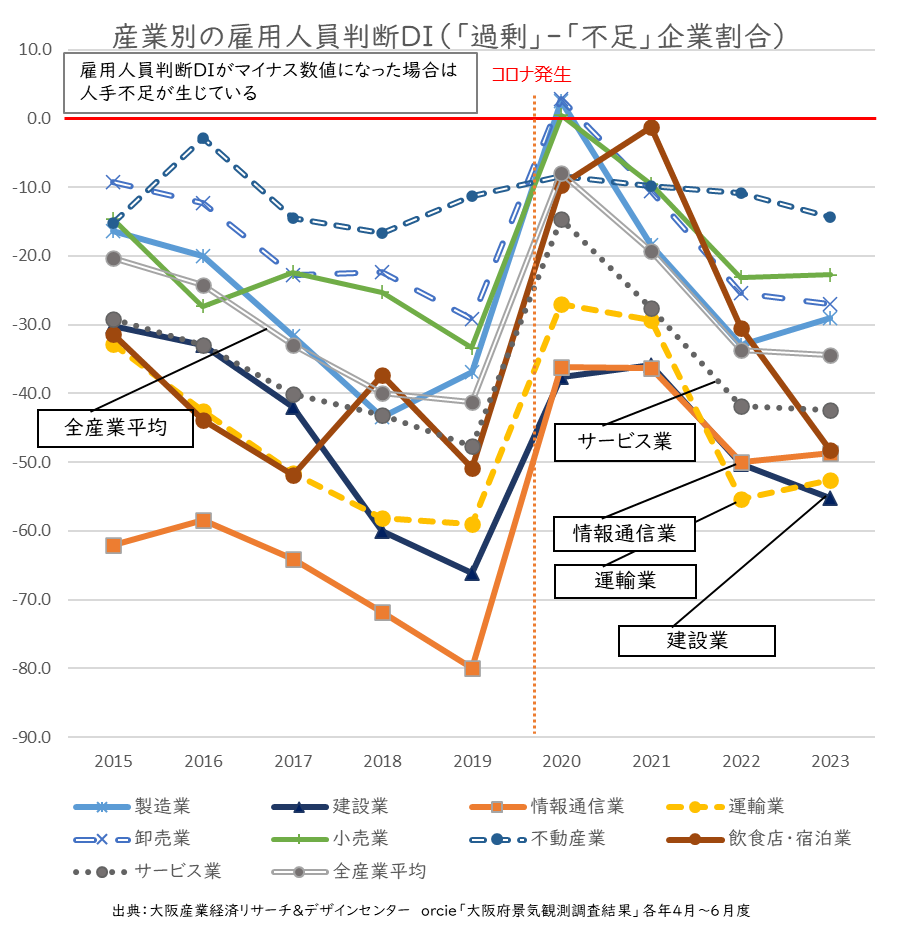 産業別の雇用人員判断DI（「過剰」-「不足」企業割合）
雇用人員判断DIがマイナス数値になった場合は
人手不足が生じている
コロナ発生
10.0
0.0
-10.0
-20.0
-30.0
-40.0
-50.0
-60.0
-70.0
-80.0
-90.0
全産業平均
サービス業
情報通信業
運輸業
建設業
2015 2016 2017 2018 2019 2020 2021 2022 2023
製造業 建設業 情報通信業 運輸業
卸売業 小売業 不動産業 飲食店・宿泊業
サービス業 全産業平均
出典：大阪産業経済リサーチ&デザインセンター orcie「大阪府景気観測調査結果」各年4月～6月度